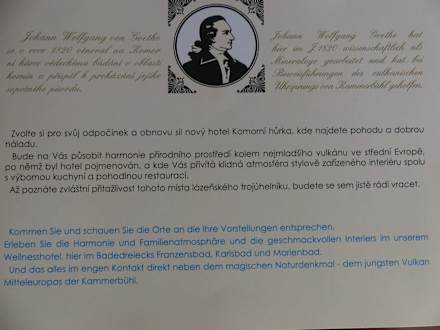 Johann Wolfgang von Goethe
se v roce 1820 věnoval na Komor
ní hůrce vědeckému bádání v oblasti
hornin a přispěl k prokázání jejího
sopečného původu.
Johann Wolfgang Goethe hat
hier im J.1820 wissenschaftlich als
Mineraloge gearbeitet und hat bei
Beweisführungen des vulkanischen
Uhrsprungs von Kammerbühl geholfen.
Zvolte si pro svůj odpočinek a obnovu sil nový hotel Komorní hůrka, kde najdete pohodu a dobrou
náladu.
Bude na Vás působit harmonie přírodního prostředí kolem nejmladšího vulkánu ve střední Evropě,
po němž byl hotel pojmenován, a kde Vás přivítá klidná atmosféra stylově zařízeného interiéru spolu
s výbornou kuchyní a pohodlnou restaurací.
Až poznáte zvláštní přitažlivost tohoto místa lázeňského trojúhelníku, budete se sem jistě rádi vracet.
Kommen Sie und schauen Sie die Orte an die Ihre Vorstellungen entsprechen.
Erleben Sie die Harmonie und Familienatmosphäre und die geschmackvollen Interiers im unserem
Wellnesshotel, hier im Badedreiecks Franzensbad, Karlsbad und Marienbad.
Und das alles im engen Kontakt direkt neben dem magischen Naturdenkmal - dem jungsten Vulkan
Mitteleuropas der Kammerbühl.